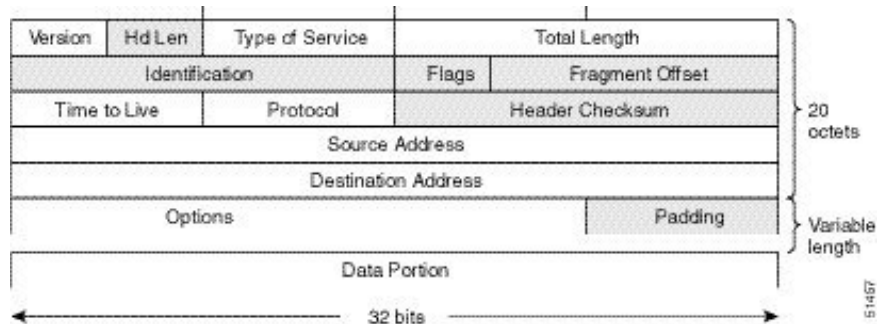 Version Hd Len Type of Service Total Length
Identification Flags Fragment Offset
Time to Live Protocol Header Checksum
20
octets
Source Address
Destination Address
Options Padding
Variable
length
Data Portion
32 bits
51457